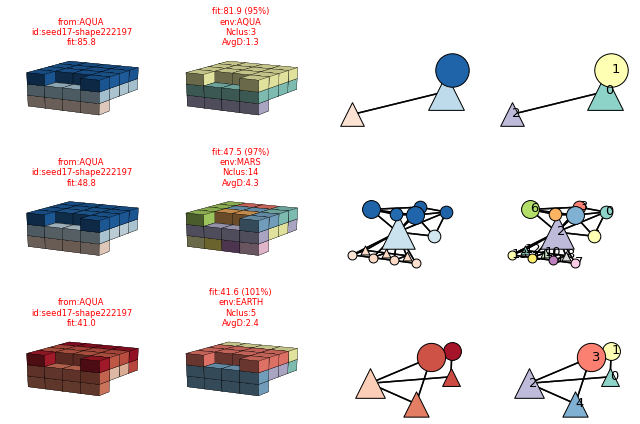 from:AQUA
id:seed17-shape222197
fit:85.8
fit:81.9 (95%)
env:AQUA
Nclus:3
AvgD:1.3
1
0
2
from:AQUA
id:seed17-shape222197
fit:48.8
fit:47.5 (97%)
env:MARS
Nclus:14
AvgD:4.3
6
0
2
7
from:AQUA
id:seed17-shape222197
fit:41.0
fit:41.6 (101%)
env:EARTH
Nclus:5
AvgD:2.4
3
1
2
0
4